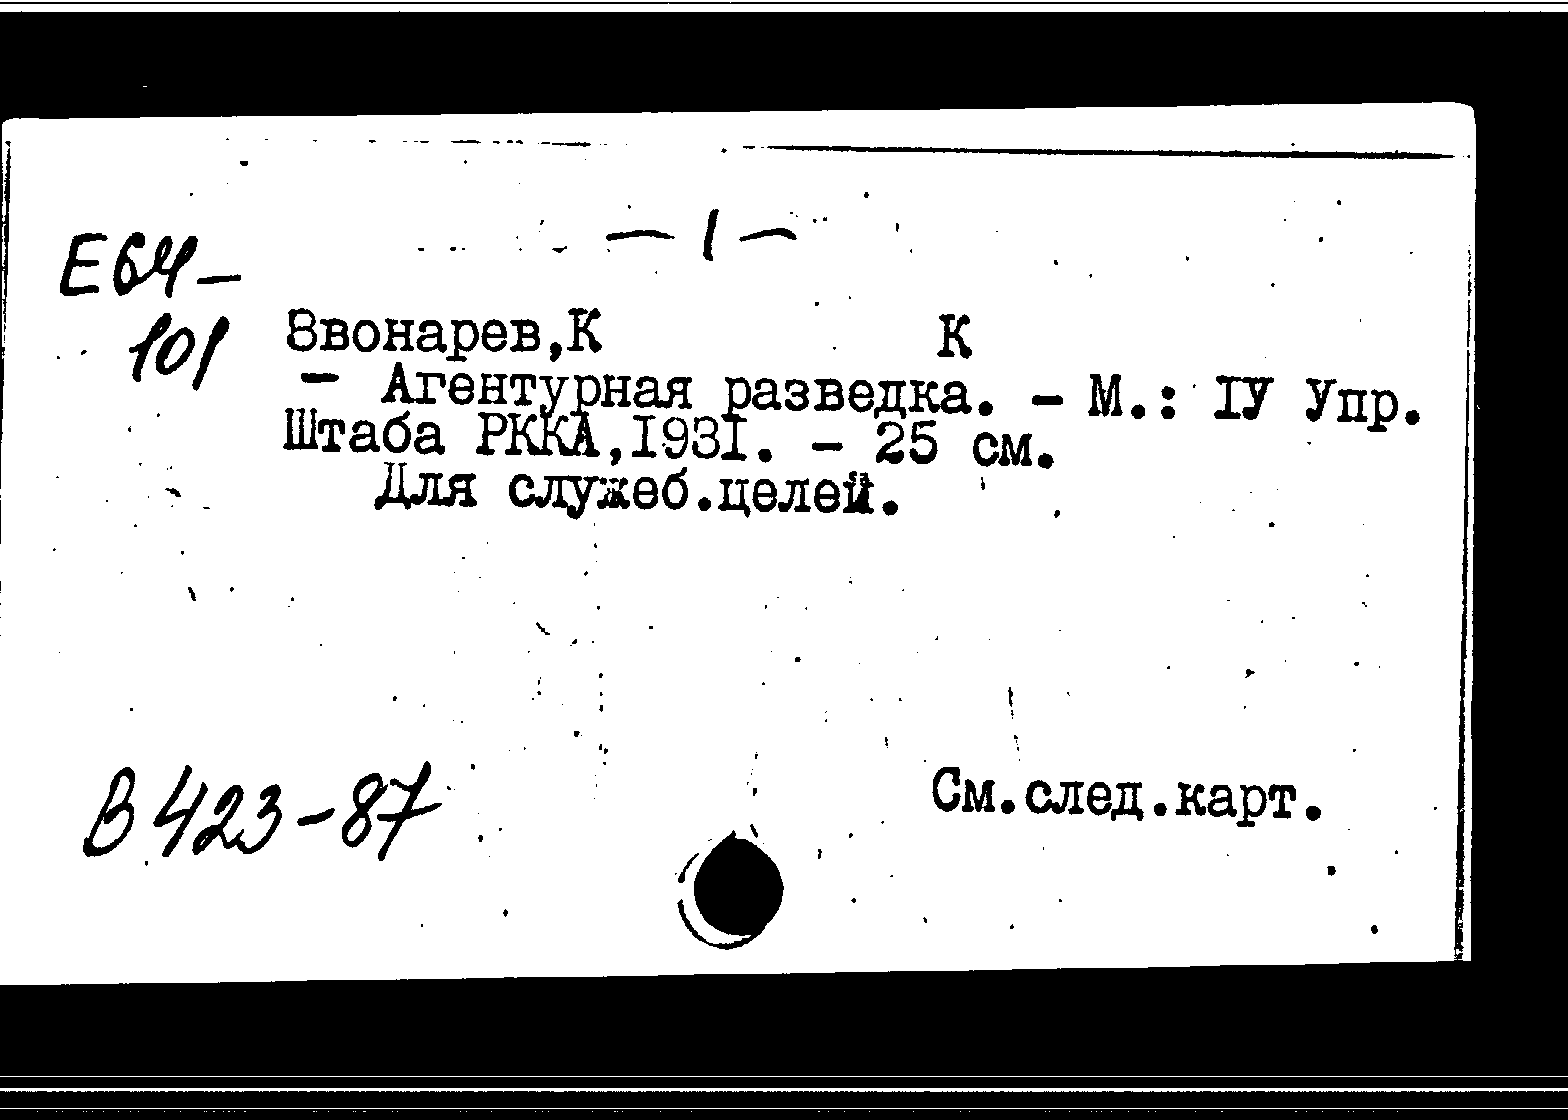 — 1 —
Е64-
101
Звонарев,К К
- Агентурная разведка. - М.: IУ Упр.
Штаба РККА,I931. - 25 см.
Для служеб.целей.
В 423-87
См.след.карт.